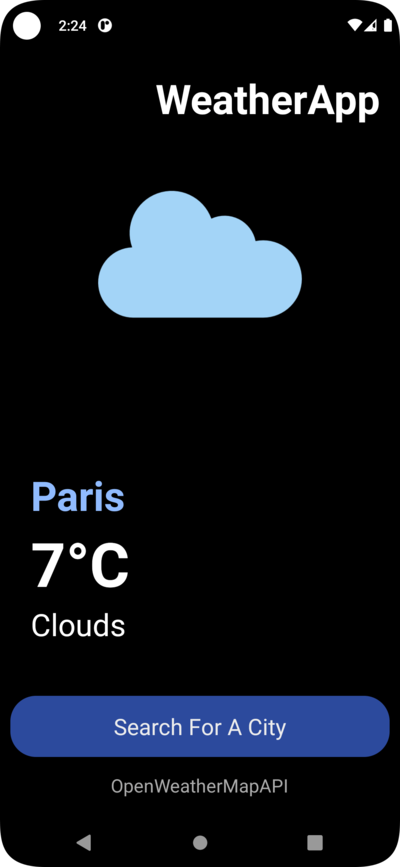 2:24
WeatherApp
Paris
7°C
Clouds
Search For A City
OpenWeatherMapAPI